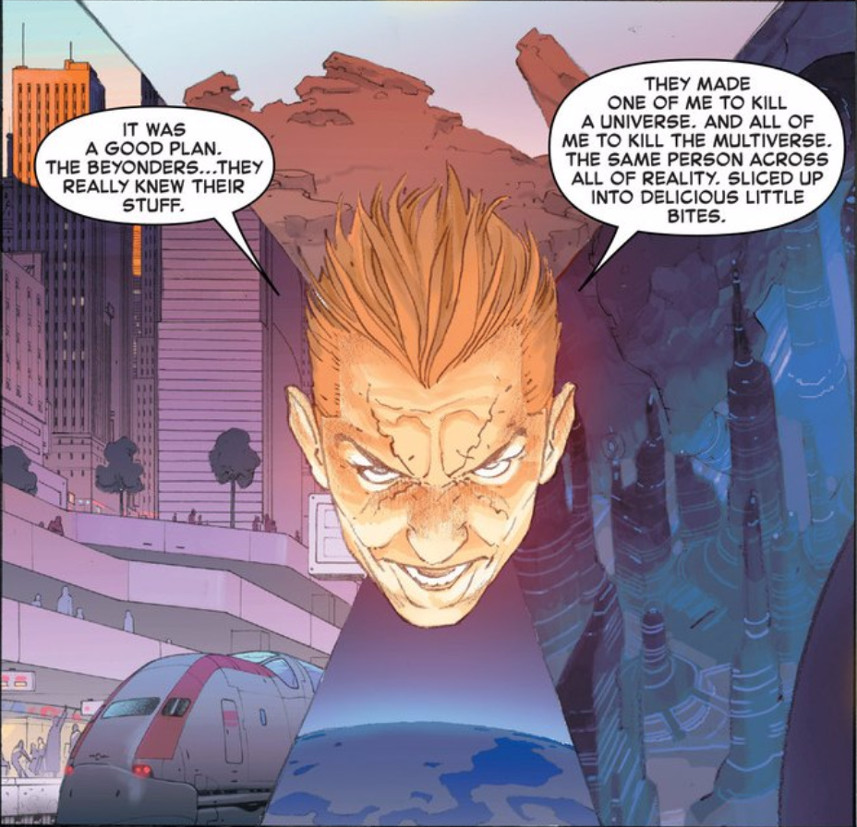 IT WAS
A GOOD PLAN.
THE BEYONDERS...THEY
REALLY KNEW THEIR
STUFF.
THEY MADE
ONE OF ME TO KILL
A UNIVERSE. AND ALL OF
ME TO KILL THE MULTIVERSE.
THE SAME PERSON ACROSS
ALL OF REALITY. SLICED UP
INTO DELICIOUS LITTLE
BITES.